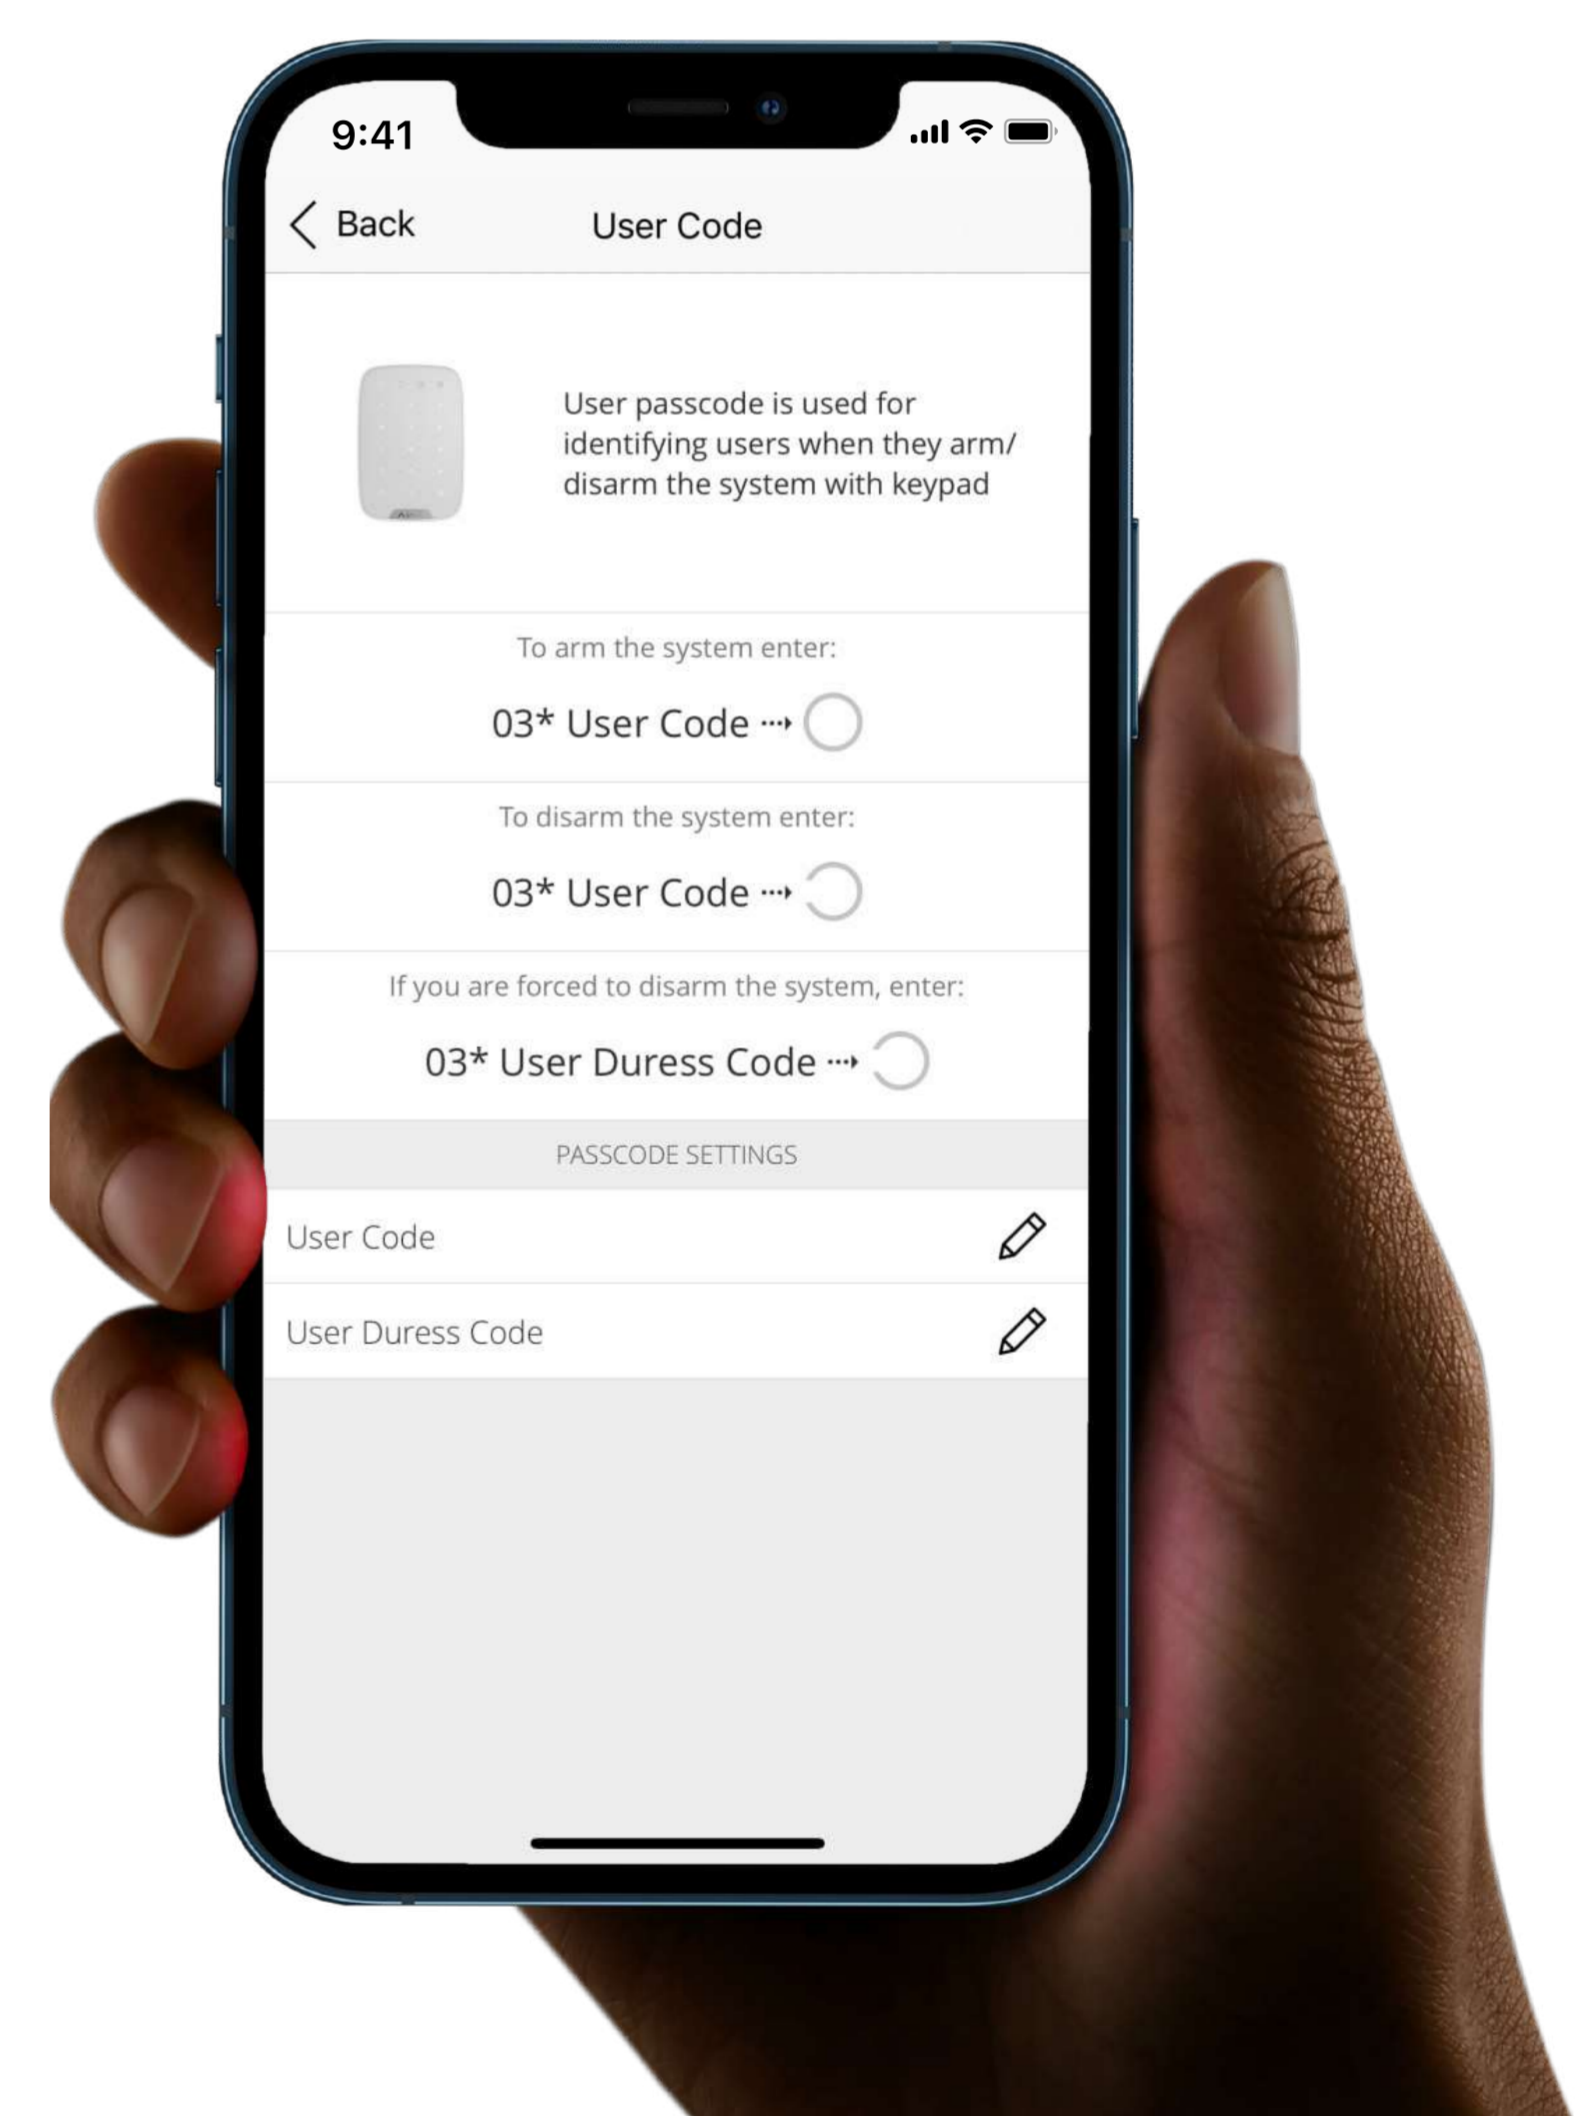 9:41
Back
User Code
User passcode is used for
identifying users when they arm/
disarm the system with keypad
To arm the system enter:
03* User Code
To disarm the system enter:
03* User Code
If you are forced to disarm the system, enter:
03* User Duress Code
PASSCODE SETTINGS
User Code
User Duress Code